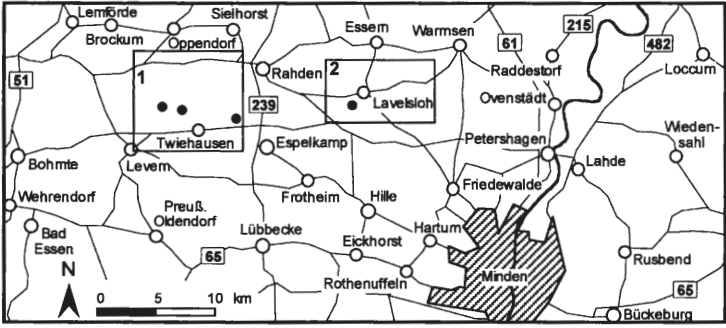 Lemförde
Sielhorst
Brockum
Oppendorf
Essern
Warmsen
61
215
482
Raddestorf
Loccum
51
1
Rahden
2
239
Lavelsloh
Ovenstädt
Twiehausen
Espelkamp
Petershagen
Wieden-
sahl
Bohmte
Levern
Lahde
Wehrendorf
Preuß.
Oldendorf
Frotheim
Hille
Friedewalde
Bad
Essen
Lübbecke
Hartum
65
Eickhorst
Rusbend
N
Rothenuffeln
Minden
65
0 5 10 km
Bückeburg